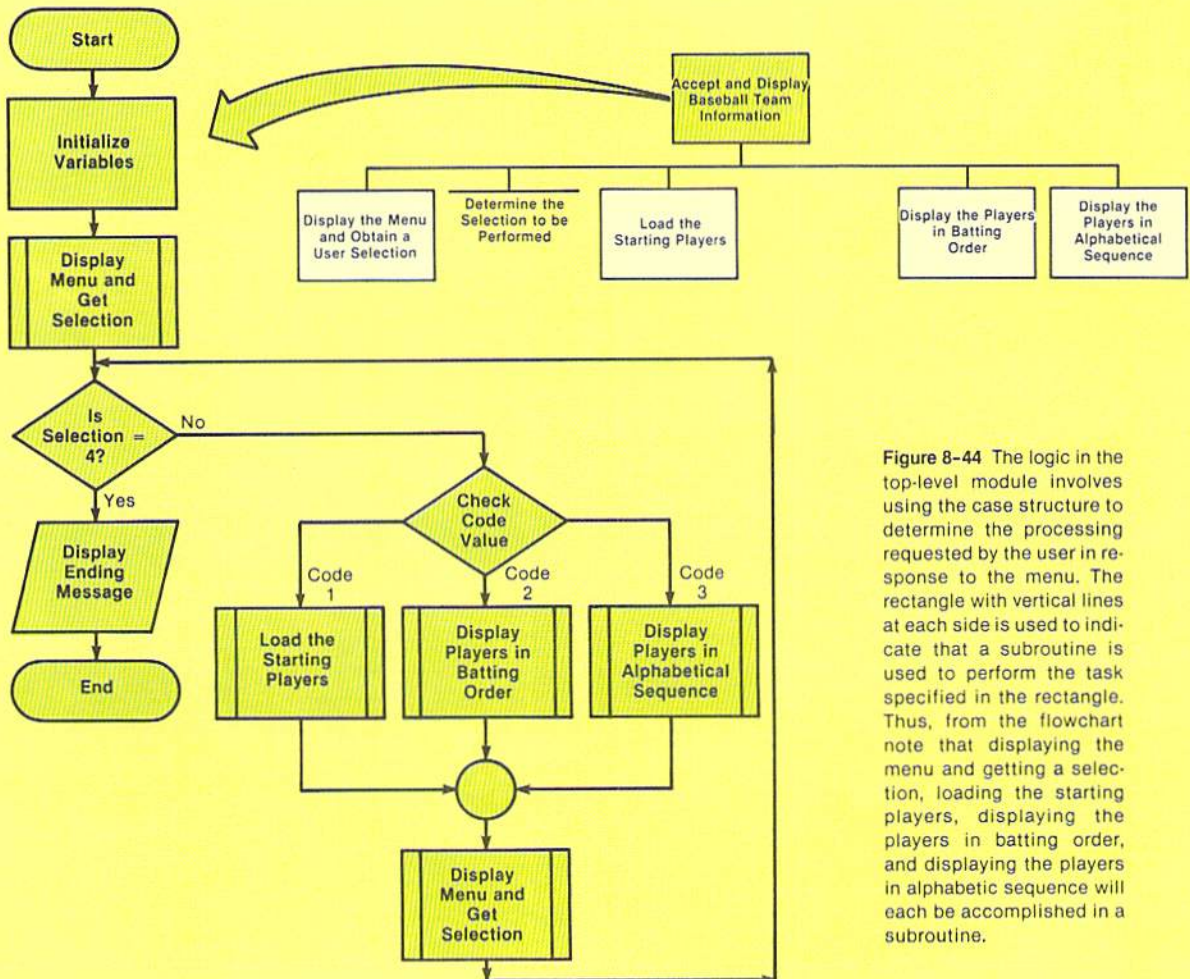 Start
Initialize
Variables
Display
Menu and
Get
Selection
Is
Selection =
4?
No
Yes
Display
Ending
Message
End
Check
Code
Value
Code
1
Code
2
Code
3
Load the
Starting
Players
Display
Players in
Batting
Order
Display
Players in
Alphabetical
Sequence
Display
Menu and
Get
Selection
Accept and Display
Baseball Team
Information
Display the Menu
and Obtain a
User Selection
Determine the
Selection to be
Performed
Load the
Starting Players
Display the Players
in Batting
Order
Display the
Players in
Alphabetical
Sequence
Figure 8-44 The logic in the
top-level module involves
using the case structure to
determine the processing
requested by the user in re-
sponse to the menu. The
rectangle with vertical lines
at each side is used to indi-
cate that a subroutine is
used to perform the task
specified in the rectangle.
Thus, from the flowchart
note that displaying the
menu and getting a selec-
tion, loading the starting
players, displaying the
players in batting order,
and displaying the players
in alphabetic sequence will
each be accomplished in a
subroutine.